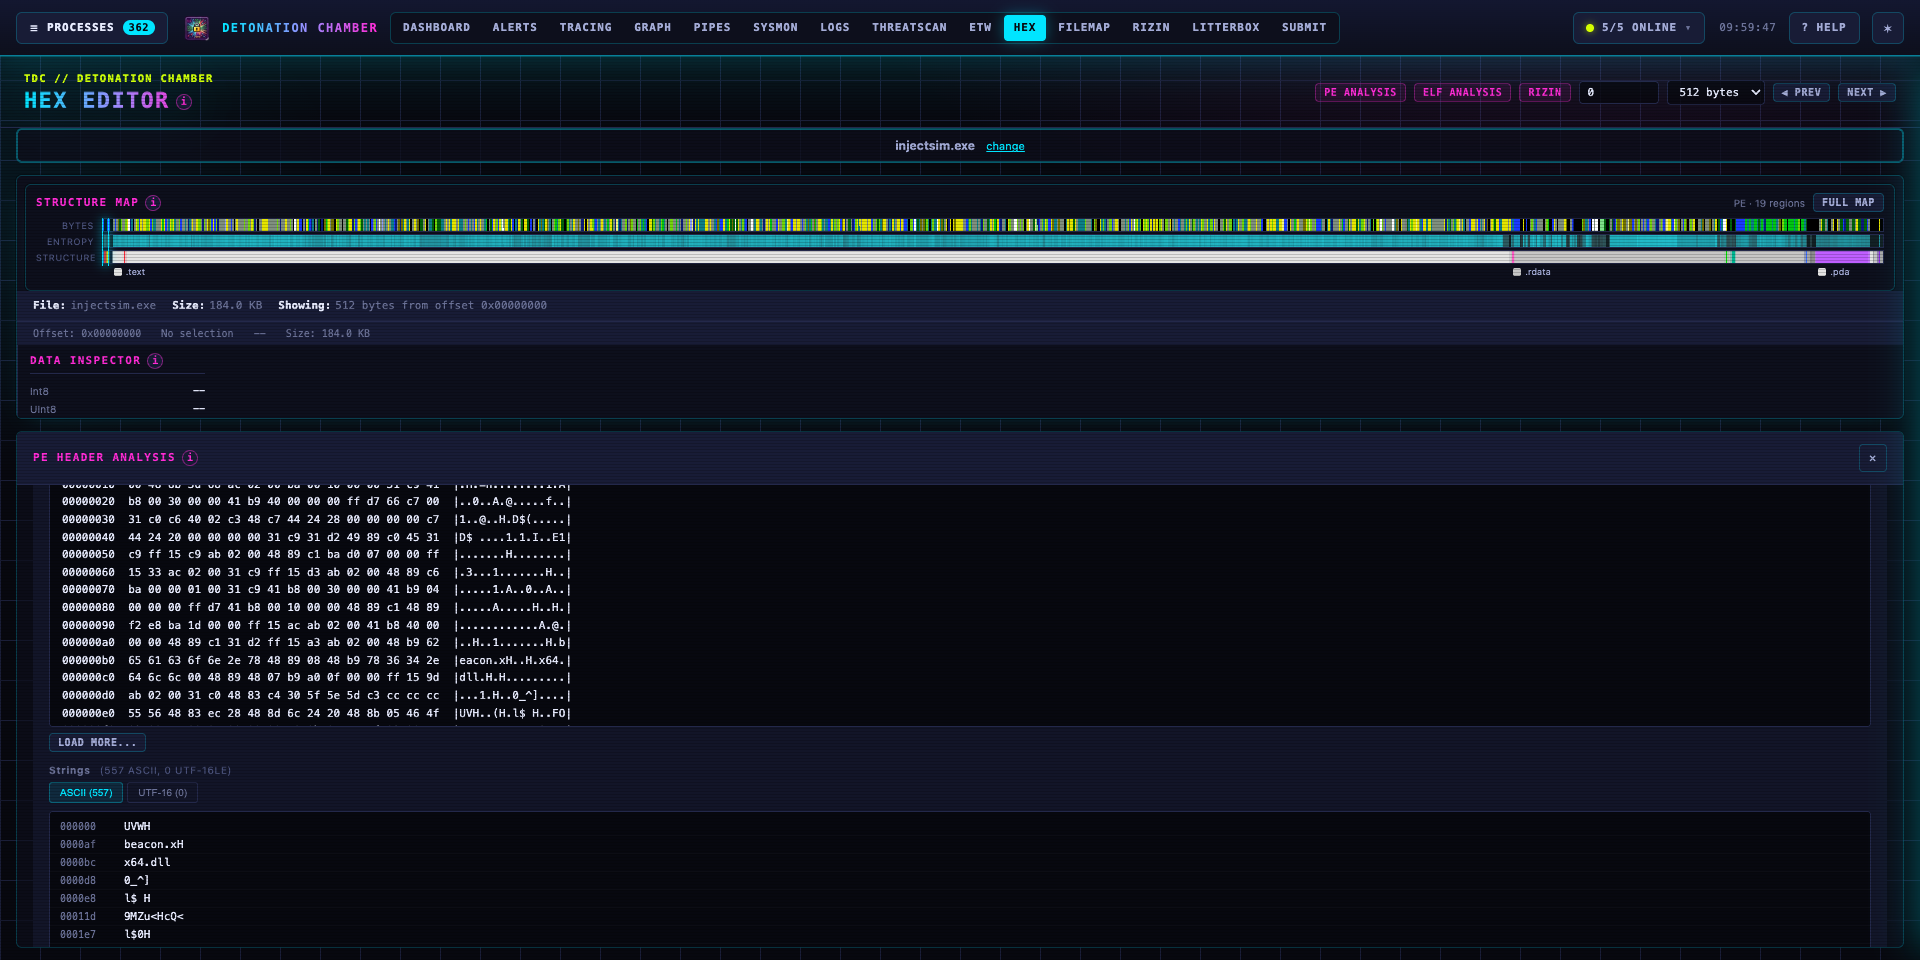 ≡ PROCESSES 362 DETONATION CHAMBER DASHBOARD ALERTS TRACING GRAPH PIPES SYSMON LOGS THREATSCAN ETW HEX FILEMAP RIZIN LITTERBOX SUBMIT 5/5 ONLINE 09:59:47 ? HELP
TDC // DETONATION CHAMBER
HEX EDITOR i PE ANALYSIS ELF ANALYSIS RIZIN 0 512 bytes ◀ PREV NEXT ▶
injectsim.exe change
STRUCTURE MAP i PE · 19 regions FULL MAP
BYTES
ENTROPY
STRUCTURE
.text .rdata .pda
File: injectsim.exe Size: 184.0 KB Showing: 512 bytes from offset 0x00000000
Offset: 0x00000000 No selection —— Size: 184.0 KB
DATA INSPECTOR i
Int8 ——
UInt8 ——
PE HEADER ANALYSIS i ×
00000020 b8 00 30 00 00 41 b9 40 00 00 00 ff d7 66 c7 00 |..0..A.@.....f..|
00000030 31 c0 c6 40 02 c3 48 c7 44 24 28 00 00 00 00 c7 |1..@..H.D$(.....|
00000040 44 24 20 00 00 00 00 31 c9 31 d2 49 89 c0 45 31 |D$ ....1.1.I..E1|
00000050 c9 ff 15 c9 ab 02 00 48 89 c1 ba d0 07 00 00 ff |.......H........|
00000060 15 33 ac 02 00 31 c9 ff 15 d3 ab 02 00 48 89 c6 |.3...1.......H..|
00000070 ba 00 00 01 00 31 c9 41 b8 00 30 00 00 41 b9 04 |.....1.A..0..A..|
00000080 00 00 00 ff d7 41 b8 00 10 00 00 48 89 c1 48 89 |.....A.....H..H.|
00000090 f2 e8 ba 1d 00 00 ff 15 ac ab 02 00 41 b8 40 00 |............A.@.|
000000a0 00 00 48 89 c1 31 d2 ff 15 a3 ab 02 00 48 b9 62 |..H..1.......H.b|
000000b0 65 61 63 6f 6e 2e 78 48 89 08 48 b9 78 36 34 2e |eacon.xH..H.x64.|
000000c0 64 6c 6c 00 48 89 48 07 b9 a0 0f 00 00 ff 15 9d |dll.H.H.........|
000000d0 ab 02 00 31 c0 48 83 c4 30 5f 5e 5d c3 cc cc cc |...1.H..0_^]....|
000000e0 55 56 48 83 ec 28 48 8d 6c 24 20 48 8b 05 46 4f |UVH..(H.l$ H..FO|
LOAD MORE...
Strings (557 ASCII, 0 UTF-16LE)
ASCII (557) UTF-16 (0)
000000 UVWH
0000af beacon.xH
0000bc x64.dll
0000d8 0_^]
0000e8 l$ H
00011d 9MZu<HcQ<
0001e7 l$0H